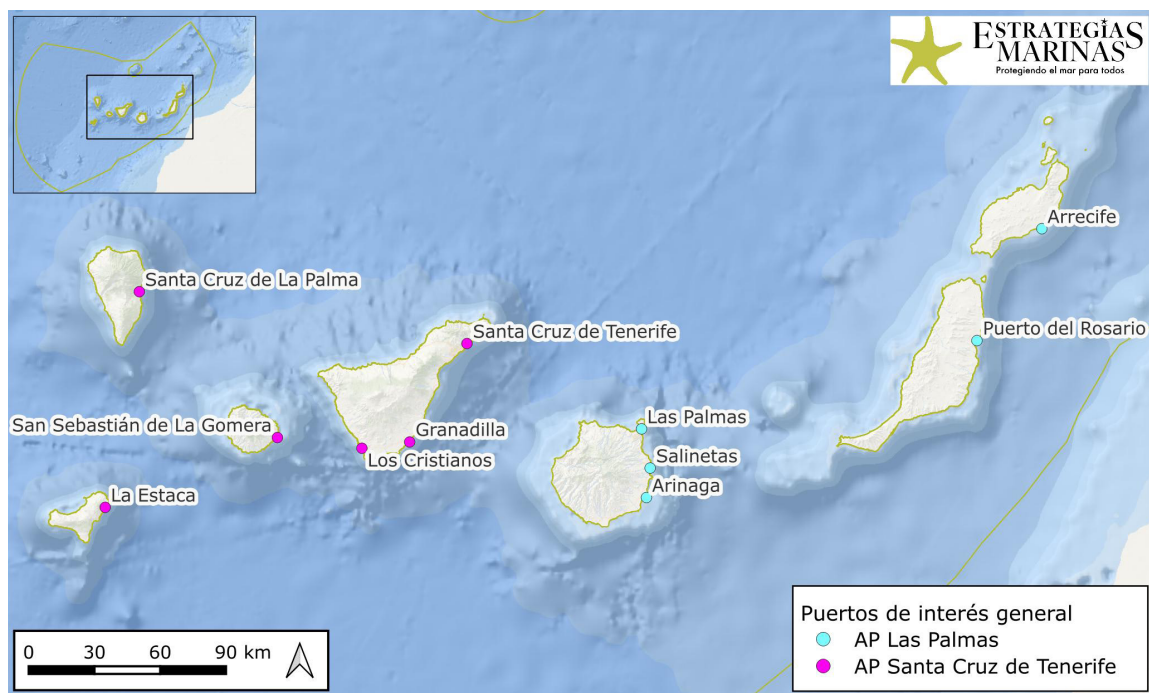 ESTRATEGIAS
MARINAS
Protegiendo el mar para todos
Arrecife
Santa Cruz de La Palma
Santa Cruz de Tenerife
Puerto del Rosario
San Sebastián de La Gomera
Granadilla
Las Palmas
Los Cristianos
Salinetas
Arinaga
La Estaca
Puertos de interés general
AP Las Palmas
AP Santa Cruz de Tenerife
0 30 60 90 km